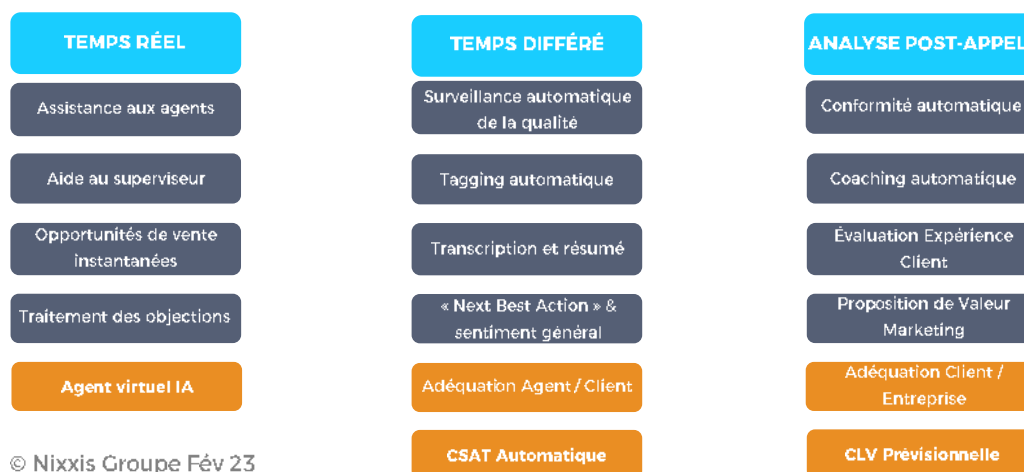 TEMPS RÉEL
Assistance aux agents
Aide au superviseur
Opportunités de vente
instantanées
Traitement des objections
Agent virtuel IA
© Nixxis Groupe Fév 23
TEMPS DIFFÉRÉ
Surveillance automatique
de la qualité
Tagging automatique
Transcription et résumé
« Next Best Action » &
sentiment général
Adéquation Agent / Client
CSAT Automatique
ANALYSE POST-APPEL
Conformité automatique
Coaching automatique
Évaluation Expérience
Client
Proposition de Valeur
Marketing
Adéquation Client /
Entreprise
CLV Prévisionnelle